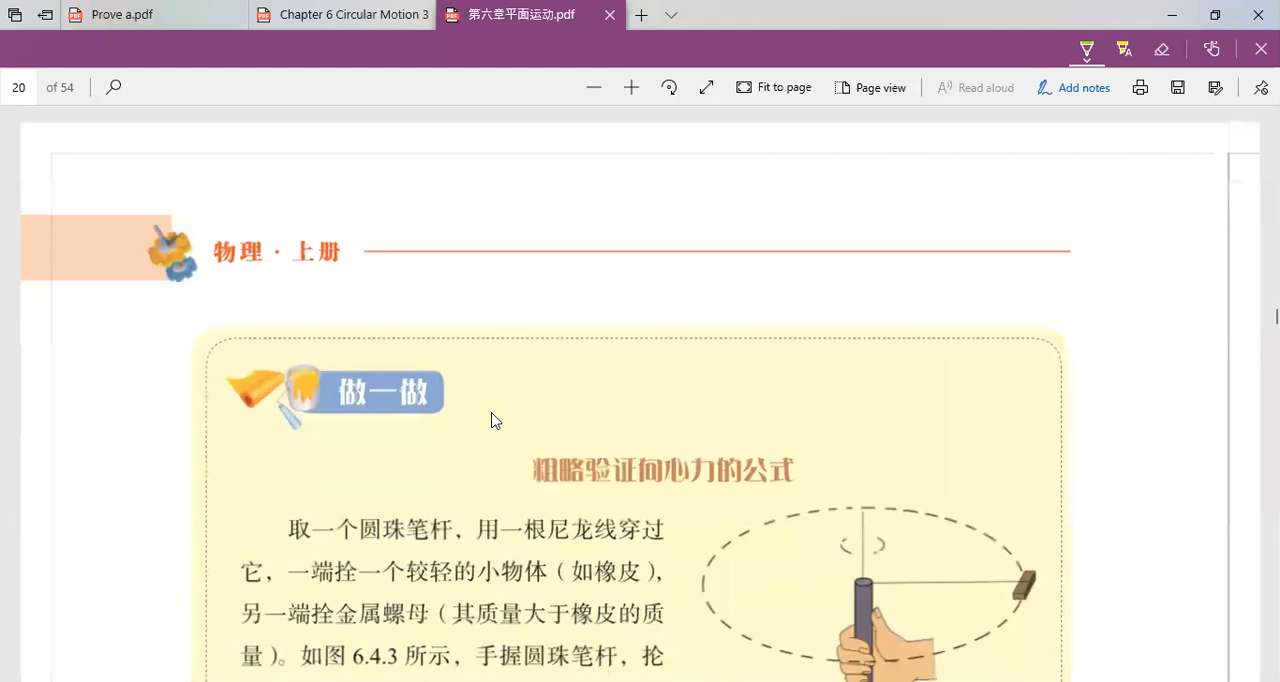 Prove a.pdf
Chapter 6 Circular Motion 3
第六章平面运动.pdf
20 of 54
Fit to page
Page view
Read aloud
Add notes
物理·上册
做一做
粗略验证向心力的公式
取一个圆珠笔杆，用一根尼龙线穿过
它，一端拴一个较轻的小物体（如橡皮），
另一端拴金属螺母（其质量大于橡皮的质
量）。如图 6.4.3 所示，手握圆珠笔杆，抡